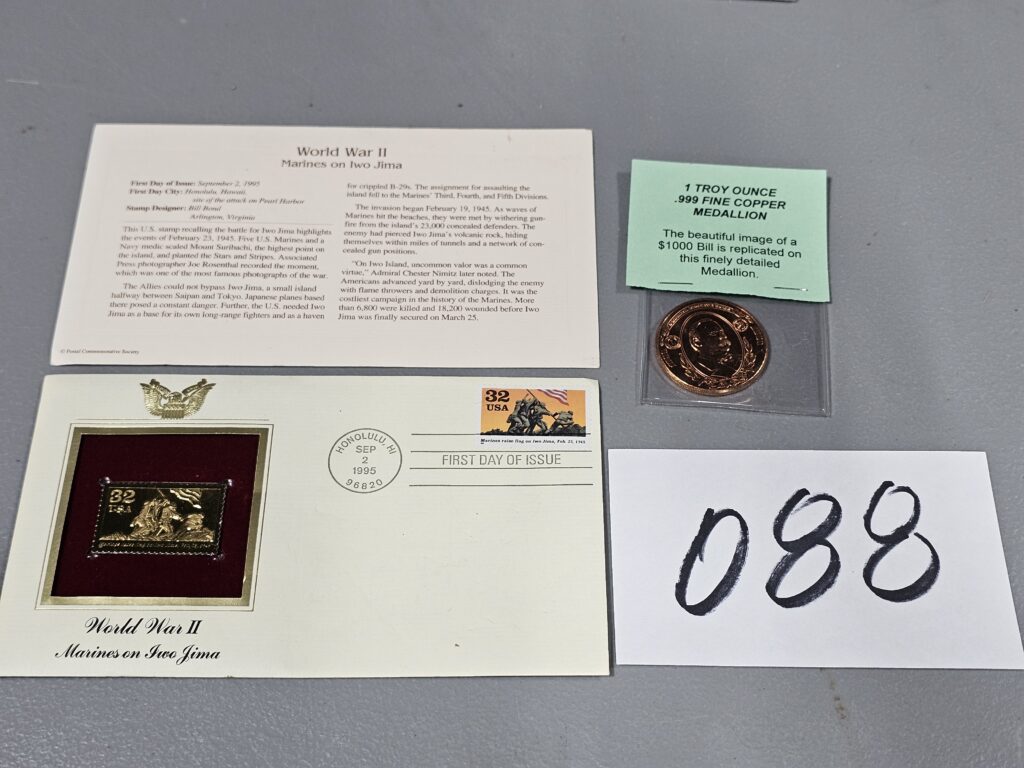 World War II
Marines on Iwo Jima
First Day of Issue: September 2, 1995
First Day City: Honolulu, Hawaii,
site of the attack on Pearl Harbor
Stamp Designer: Bill Bond
Arlington, Virginia
This U.S. stamp recalling the battle for Iwo Jima highlights
the events of February 23, 1945. Five U.S. Marines and a
Navy medic scaled Mount Suribachi, the highest point on
the island, and planted the Stars and Stripes. Associated
Press photographer Joe Rosenthal recorded the moment,
which was one of the most famous photographs of the war.
The Allies could not bypass Iwo Jima, a small island
halfway between Saipan and Tokyo. Japanese planes based
there posed a constant danger. Further, the U.S. needed Iwo
Jima as a base for its own long-range fighters and as a haven
for crippled B-29s. The assignment for assaulting the
island fell to the Marines' Third, Fourth, and Fifth Divisions.
The invasion began February 19, 1945. As waves of
Marines hit the beaches, they were met by withering gun-
fire from the island's 23,000 concealed defenders. The
enemy had pierced Iwo Jima's volcanic rock, hiding
themselves within miles of tunnels and a network of con-
cealed gun positions.
"On Iwo Island, uncommon valor was a common
virtue," Admiral Chester Nimitz later noted. The
Americans advanced yard by yard, dislodging the enemy
with flame throwers and demolition charges. It was the
costliest campaign in the history of the Marines. More
than 6,800 were killed and 18,200 wounded before Iwo
Jima was finally secured on March 25.
© Postal Commemorative Society
1 TROY OUNCE
.999 FINE COPPER
MEDALLION
The beautiful image of a
$1000 Bill is replicated on
this finely detailed
Medallion.
32
USA
Marines raise flag on Iwo Jima, Feb. 23, 1945
HONOLULU, HI
SEP
2
1995
96820
FIRST DAY OF ISSUE
32
USA
World War II
Marines on Iwo Jima
088